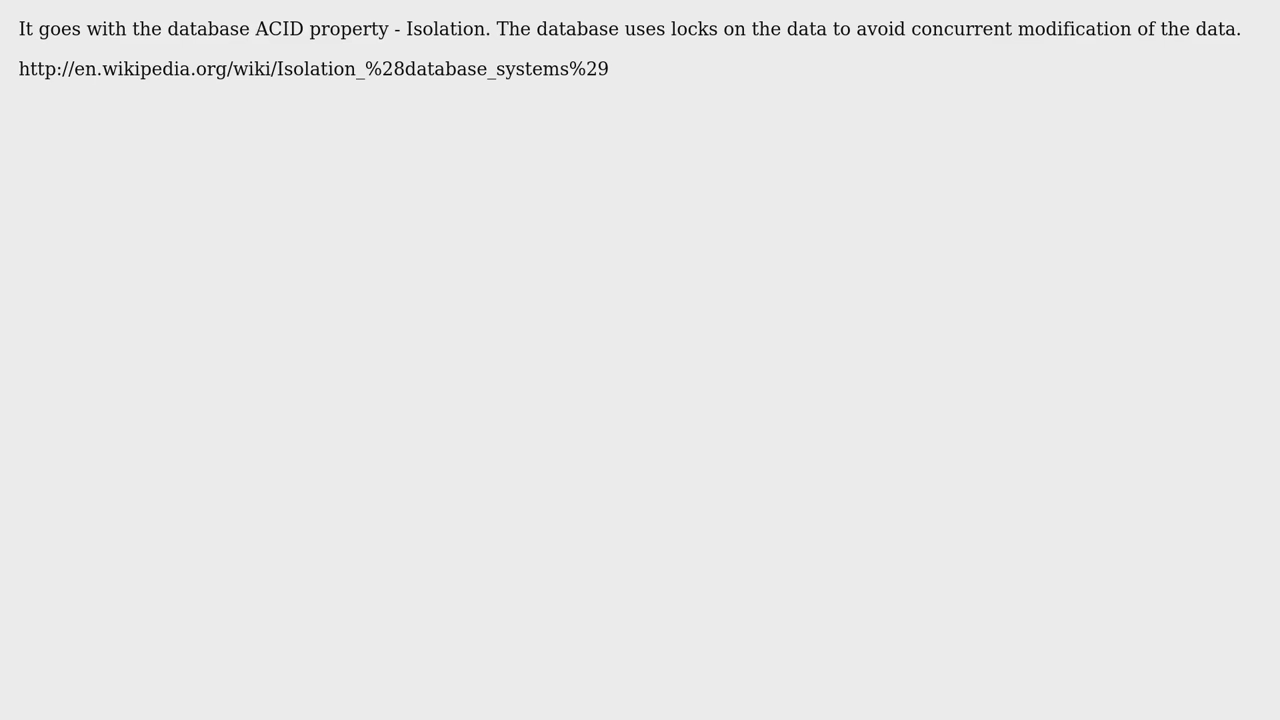 It goes with the database ACID property - Isolation. The database uses locks on the data to avoid concurrent modification of the data.
http://en.wikipedia.org/wiki/Isolation_%28database_systems%29